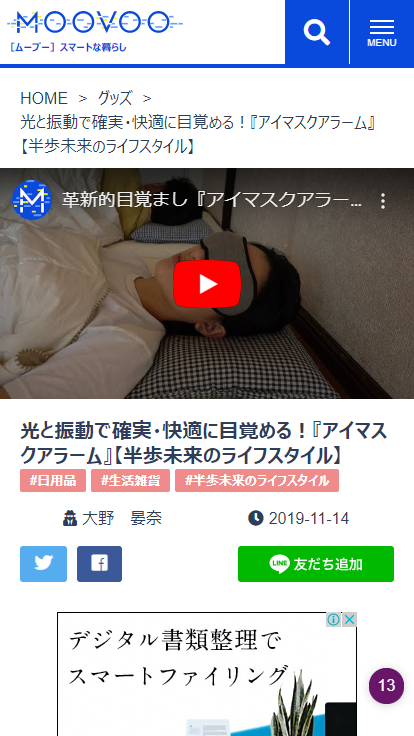 MOOVOO
[ムーブー] スマートな暮らし
MENU
HOME > グッズ >
光と振動で確実・快適に目覚める！『アイマスクアラーム』
【半歩未来のライフスタイル】
革新的目覚まし『アイマスクアラー...
光と振動で確実・快適に目覚める！『アイマス
クアラーム』【半歩未来のライフスタイル】
#日用品 #生活雑貨 #半歩未来のライフスタイル
大野 晏奈 2019-11-14
LINE 友だち追加
デジタル書類整理で
スマートファイリング
13